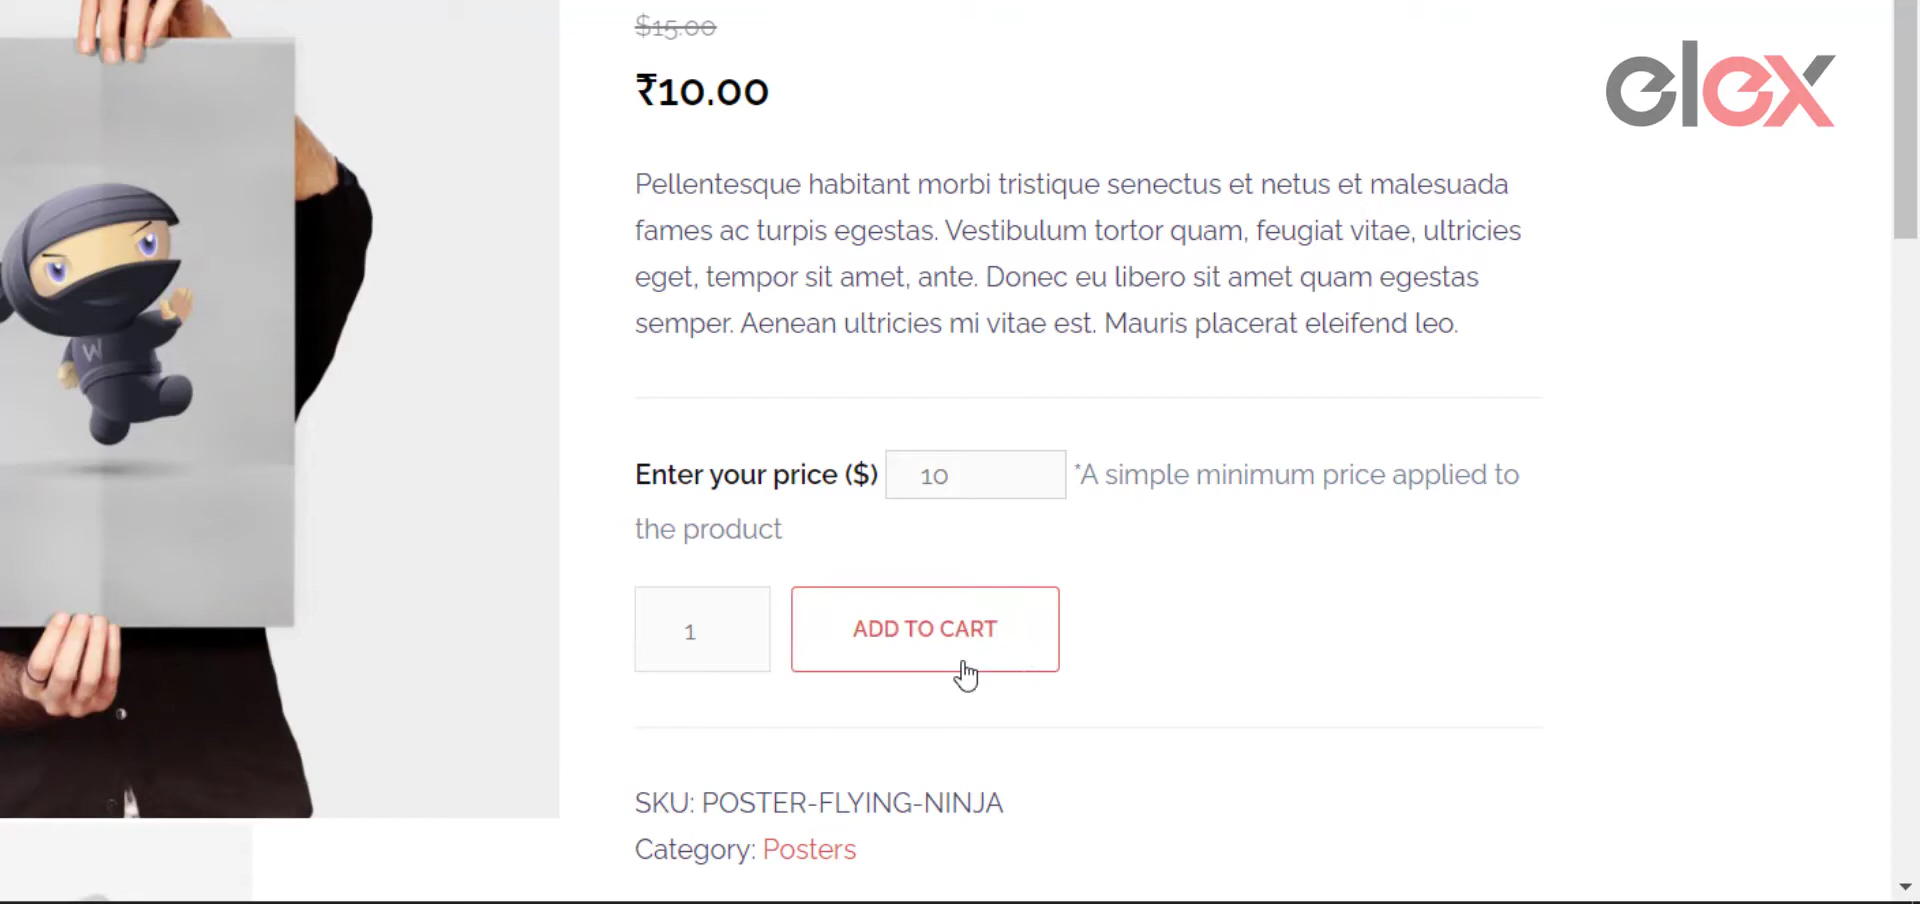 $15.00
₹10.00
elex
Pellentesque habitant morbi tristique senectus et netus et malesuada
fames ac turpis egestas. Vestibulum tortor quam, feugiat vitae, ultricies
eget, tempor sit amet, ante. Donec eu libero sit amet quam egestas
semper. Aenean ultricies mi vitae est. Mauris placerat eleifend leo.
W
Enter your price ($) 10 *A simple minimum price applied to
the product
1 ADD TO CART
SKU: POSTER-FLYING-NINJA
Category: Posters